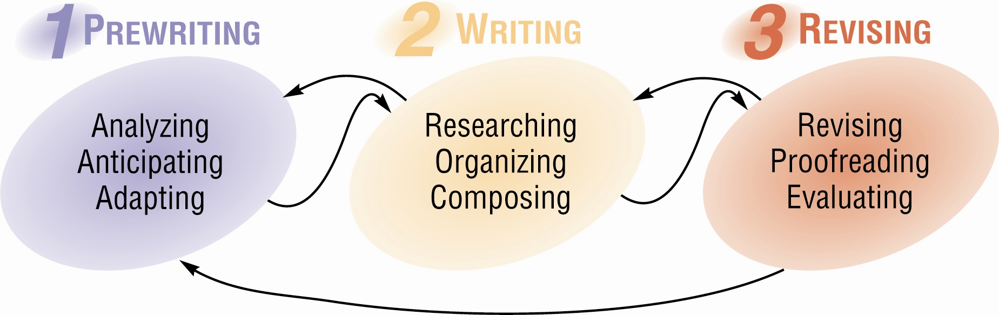 1 PREWRITING
Analyzing
Anticipating
Adapting
2 WRITING
Researching
Organizing
Composing
3 REVISING
Revising
Proofreading
Evaluating